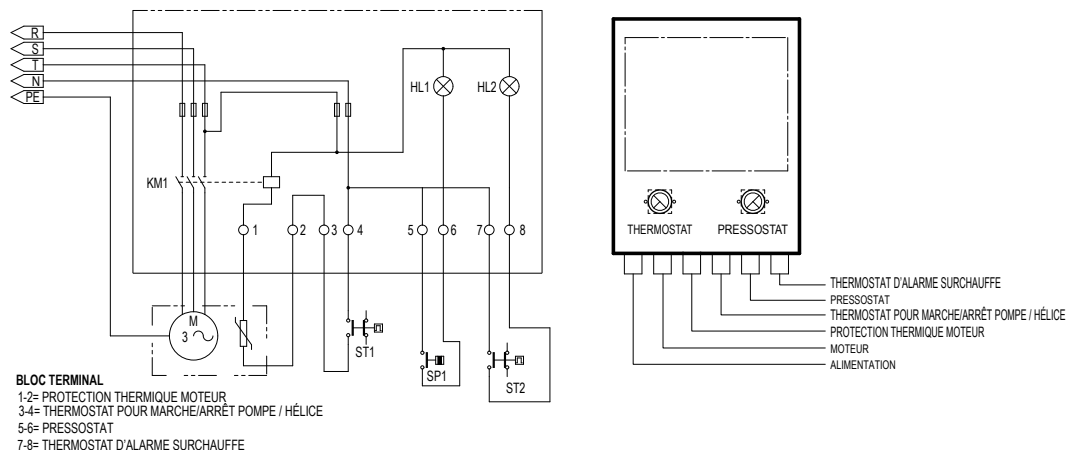 R
S
T
N
PE
HL1
HL2
KM1
1
2
3
4
5
6
7
8
M
3
ST1
SP1
ST2
BLOC TERMINAL
1-2= PROTECTION THERMIQUE MOTEUR
3-4= THERMOSTAT POUR MARCHE/ARRÊT POMPE / HÉLICE
5-6= PRESSOSTAT
7-8= THERMOSTAT D'ALARME SURCHAUFFE
THERMOSTAT
PRESSOSTAT
THERMOSTAT D'ALARME SURCHAUFFE
PRESSOSTAT
THERMOSTAT POUR MARCHE/ARRÊT POMPE / HÉLICE
PROTECTION THERMIQUE MOTEUR
MOTEUR
ALIMENTATION